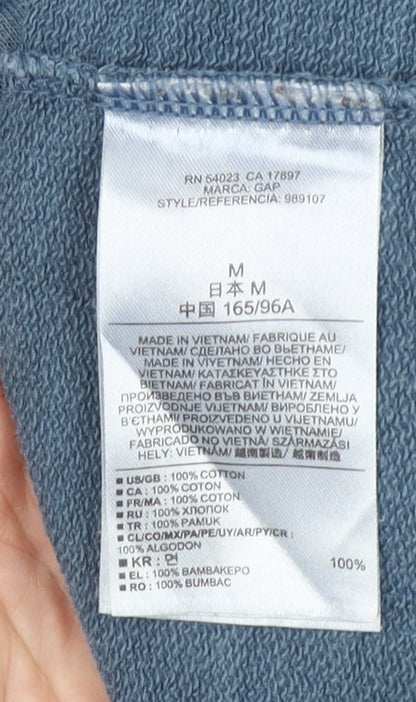 RN 54023 CA 17897
MARCA: GAP
STYLE/REFERENCIA: 989107
M
日本 M
中国 165/96A
MADE IN VIETNAM/ FABRIQUE AU
VIETNAM/ СДЕЛАНО ВО ВЬЕТНАМЕ/
MADE IN VİYETNAM/ HECHO EN
VIETNAM/ ΚΑΤΑΣΚΕΥΑΣΤΗΚΕ ΣΤΟ
ΒΙΕΤΝΑΜ/ FABRICAT ÎN VIETNAM/
ПРОИЗВЕДЕНО ВЪВ ВИЕТНАМ/ ZEMLJA
PROIZVODNJE VIJETNAM/ ВИРОБЛЕНО У
В'ЄТНАМІ/ PROIZVEDENO U VIJETNAMU/
WYPRODUKOWANO W WIETNAMIE/
FABRICADO NO VIETNÃ/ SZÁRMAZÁSI
HELY: VIETNÁM/ 越南製造/ 越南制造/
US/GB : 100% COTTON
CA : 100% COTON
FR/MA : 100% COTON
RU : 100% ХЛОПОК
TR : 100% PAMUK
CL/CO/MX/PA/PE/UY/AR/PY/CR :
100% ALGODON
KR : 면 100%
EL : 100% ΒΑΜΒΑΚΕΡΟ
RO : 100% BUMBAC